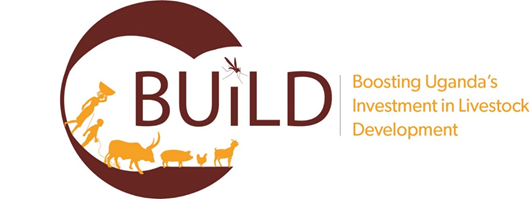 BUiLD
Boosting Uganda's
Investment in Livestock
Development